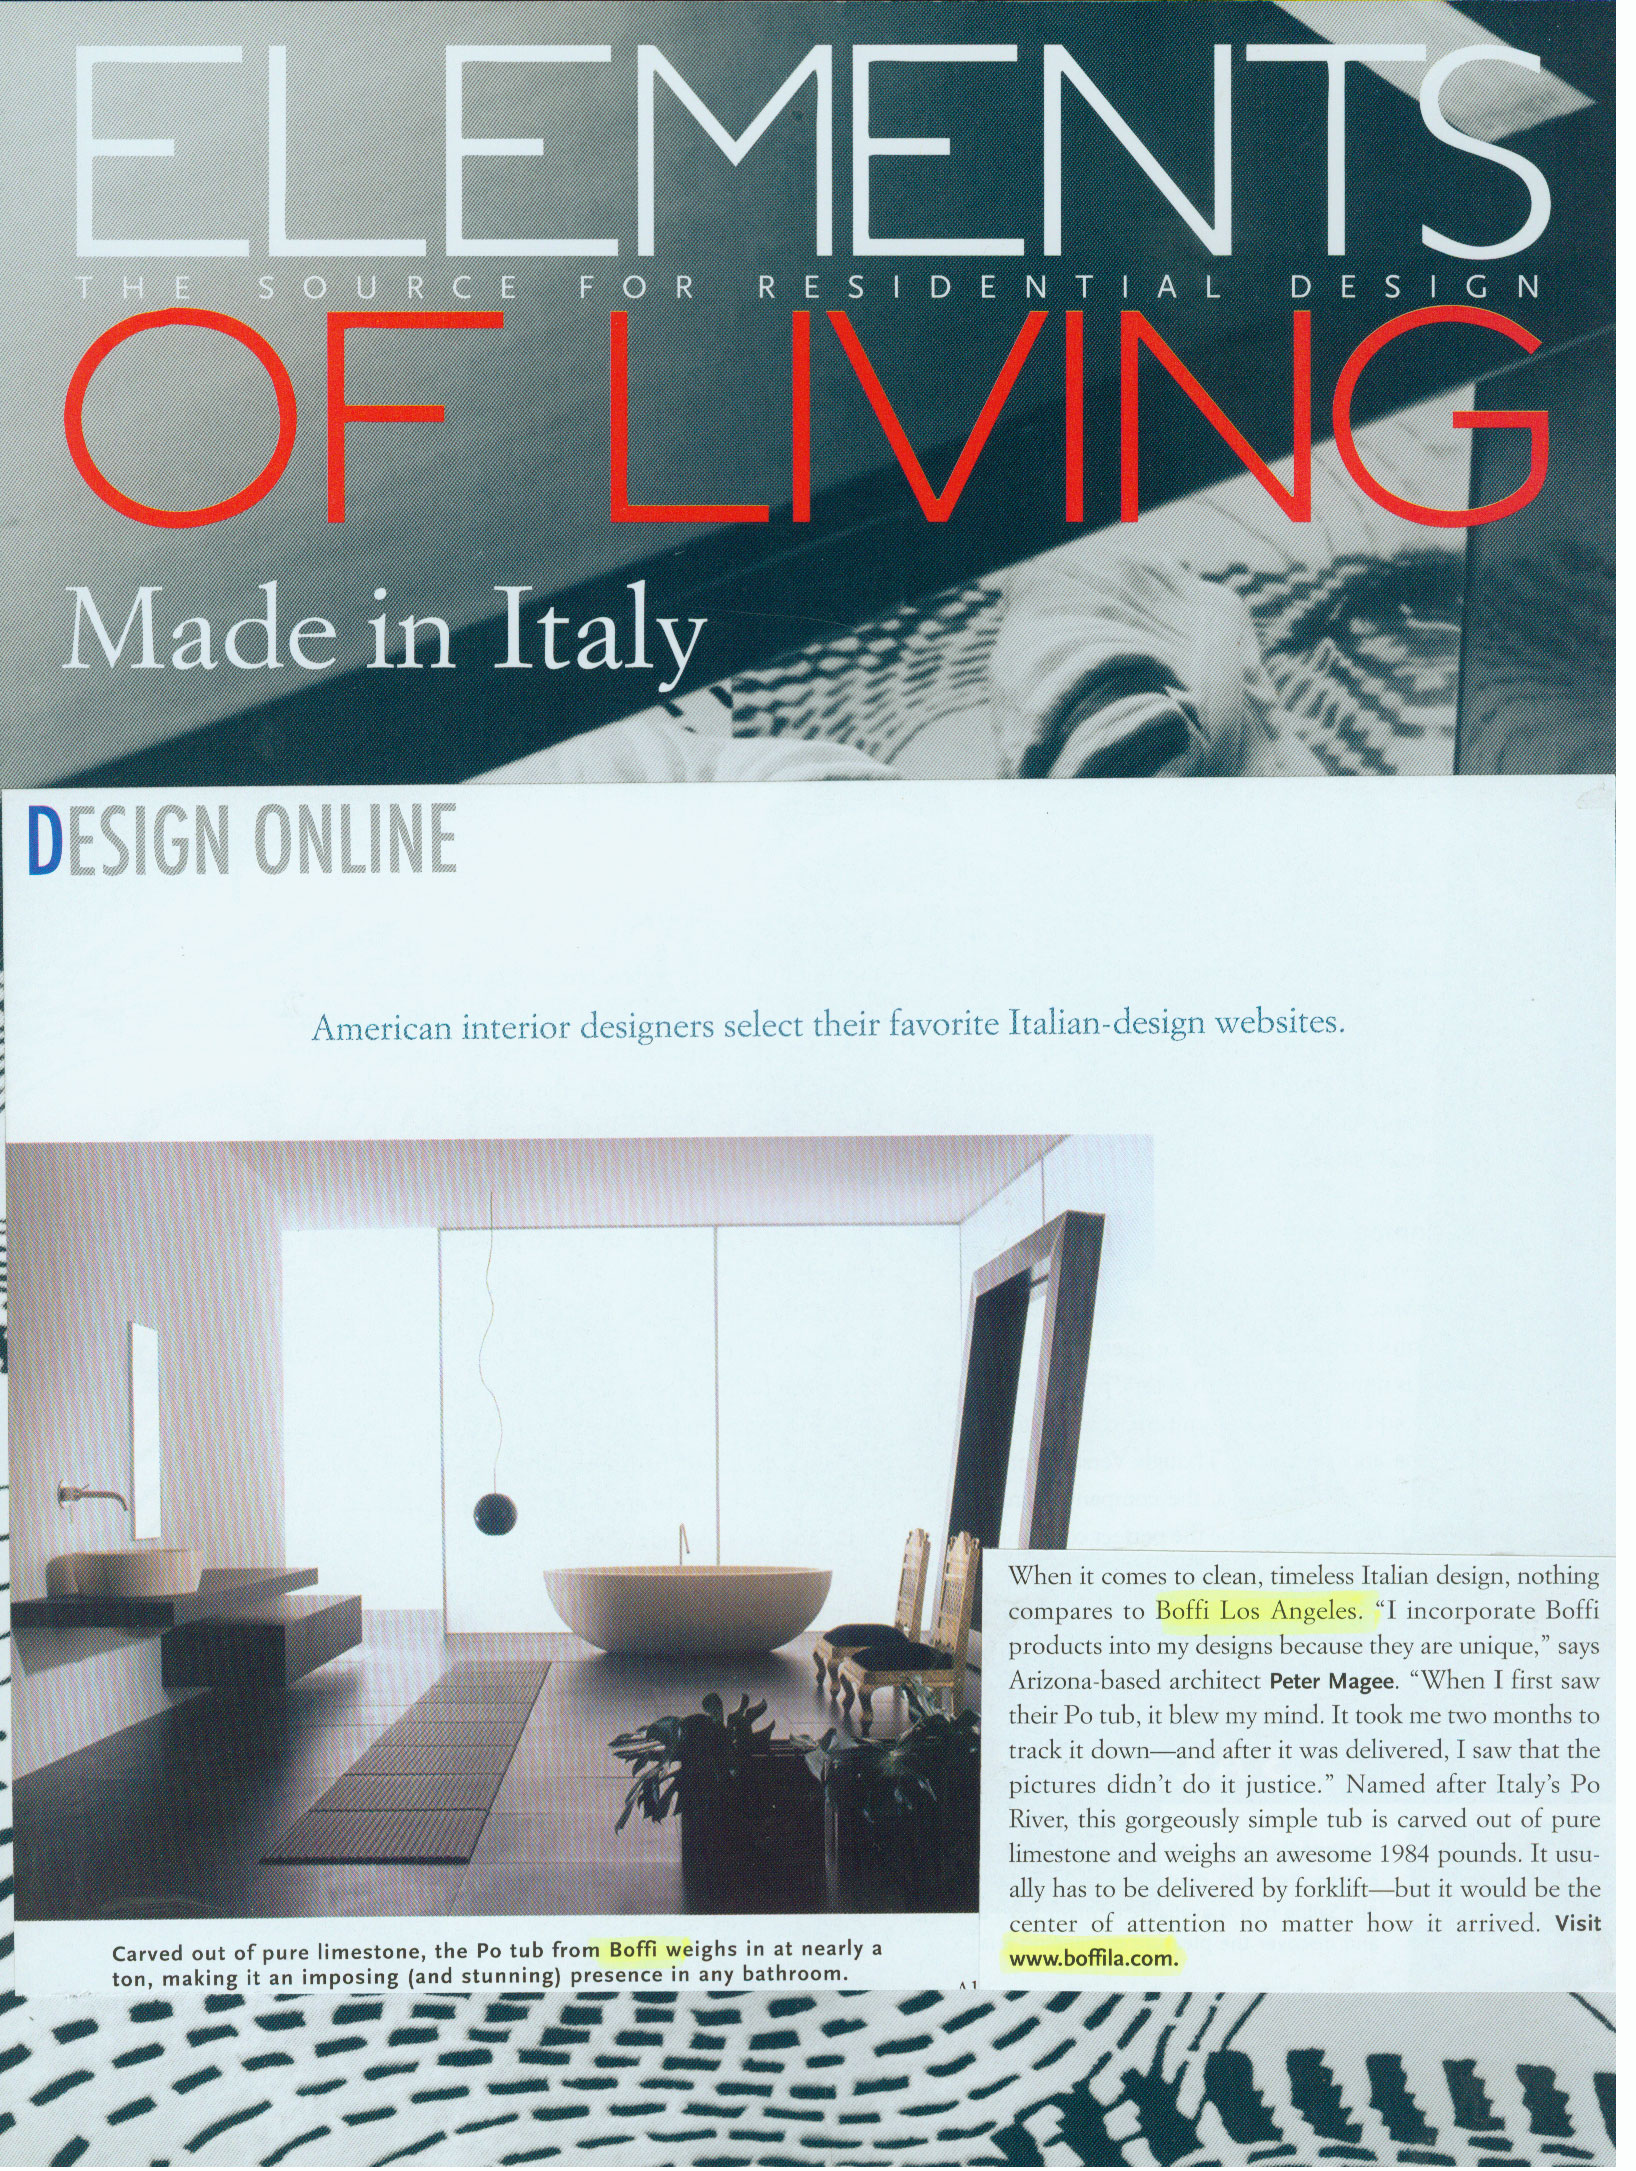 ELEMENTS
THE SOURCE FOR RESIDENTIAL DESIGN
OF LIVING
Made in Italy
DESIGN ONLINE
American interior designers select their favorite Italian-design websites.
When it comes to clean, timeless Italian design, nothing
compares to Boffi Los Angeles. “I incorporate Boffi
products into my designs because they are unique,” says
Arizona-based architect Peter Magee. “When I first saw
their Po tub, it blew my mind. It took me two months to
track it down—and after it was delivered, I saw that the
pictures didn’t do it justice.” Named after Italy’s Po
River, this gorgeously simple tub is carved out of pure
limestone and weighs an awesome 1984 pounds. It usu-
ally has to be delivered by forklift—but it would be the
center of attention no matter how it arrived. Visit
www.boffila.com.
Carved out of pure limestone, the Po tub from Boffi weighs in at nearly a
ton, making it an imposing (and stunning) presence in any bathroom.